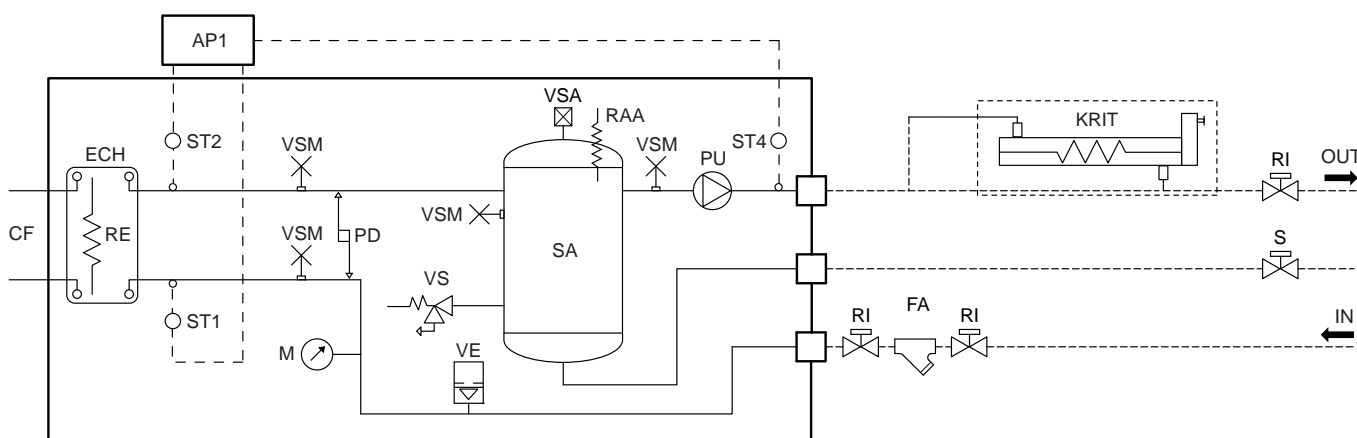 AP1
VSA
RAA
KRIT
ST2
VSM
VSM
PU
ST4
ECH
RI
OUT
VSM
CF
RE
VSM
PD
SA
S
VS
ST1
RI
FA
RI
IN
M
VE